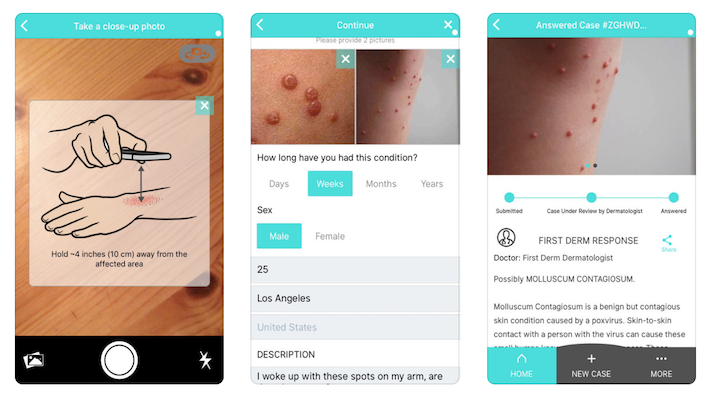 Take a close-up photo
Hold ~4 inches (10 cm) away from the
affected area
Continue
Please provide 2 pictures
How long have you had this condition?
Days Weeks Months Years
Sex
Male Female
25
Los Angeles
United States
DESCRIPTION
I woke up with these spots on my arm, are
Answered Case #ZGHWD...
Submitted Case Under Review by Dermatologist Answered
FIRST DERM RESPONSE
Share
Doctor: First Derm Dermatologist
Possibly MOLLUSCUM CONTAGIOSUM.
Molluscum Contagiosum is a benign but contagious
skin condition caused by a poxvirus. Skin-to-skin
contact with a person with the virus can cause these
HOME NEW CASE MORE